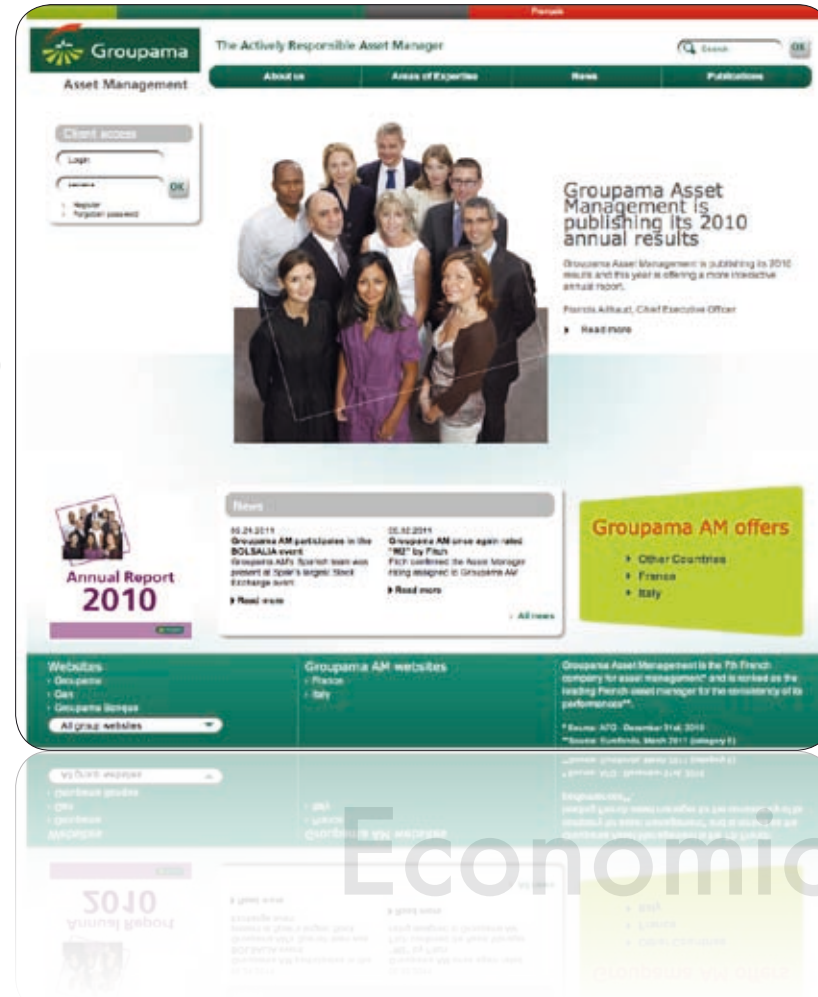 Français
Groupama
Asset Management
The Actively Responsible Asset Manager
Search
OK
About us
Areas of Expertise
News
Publications
Client access
Login
OK
Register
Forgotten password
Groupama Asset
Management is
publishing its 2010
annual results
Groupama Asset Management is publishing its 2010
results and this year is offering a more interactive
annual report.
Chief Executive Officer
Read more
Annual Report
2010
News
Groupama AM participates in the
BOLSALIA event
Groupama AM's Spanish team was
present at Spain's largest Stock
Exchange event
Read more
Groupama AM once again rated
"M2" by Fitch
Fitch confirmed the Asset Manager
rating assigned to Groupama AM
Read more
All news
Groupama AM offers
Other Countries
France
Italy
Websites
Groupama
Gan
Groupama Banque
All group websites
Groupama AM websites
France
Italy
Groupama Asset Management is the 7th French
company for asset management* and is ranked as the
leading French asset manager for the consistency of its
performances**.
* Source: AFG - December 31st, 2010
**Source: Eurofonds, March 2011 (category 5)
Economic